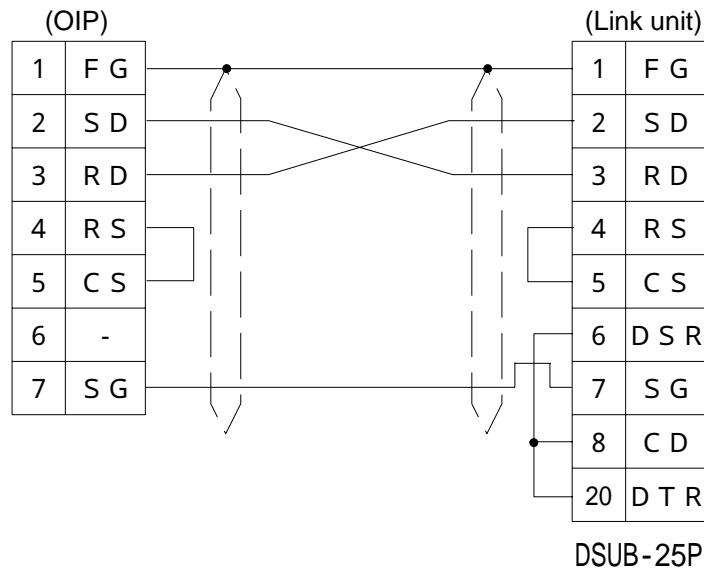 (OIP) (Link unit)
1 F G 1 F G
2 S D 2 S D
3 R D 3 R D
4 R S 4 R S
5 C S 5 C S
6 - 6 D S R
7 S G 7 S G
8 C D
20 D T R
DSUB-25P